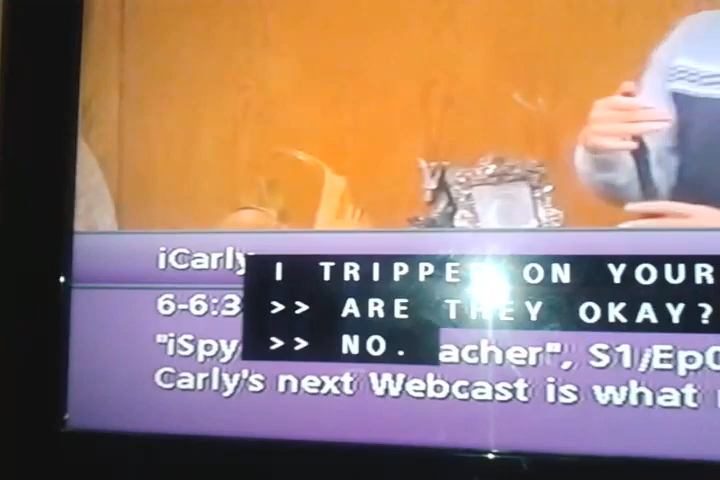 iCarly
I TRIPPED ON YOUR
6-6:3
>> ARE THEY OKAY?
"iSpy
>> NO.
acher", S1/Ep
Carly's next Webcast is what